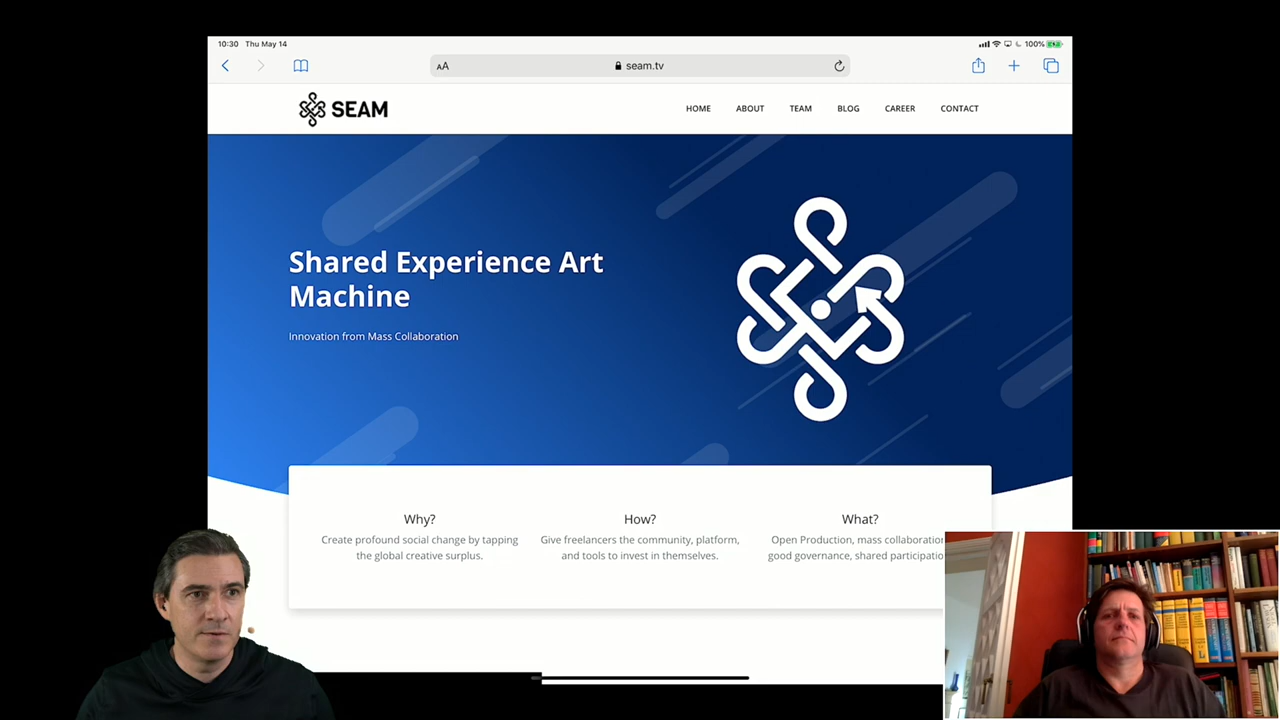 10:30 Thu May 14
100%
AA
seam.tv
SEAM
HOME ABOUT TEAM BLOG CAREER CONTACT
Shared Experience Art
Machine
Innovation from Mass Collaboration
Why?
Create profound social change by tapping
the global creative surplus.
How?
Give freelancers the community, platform,
and tools to invest in themselves.
What?
Open Production, mass collaboration
good governance, shared